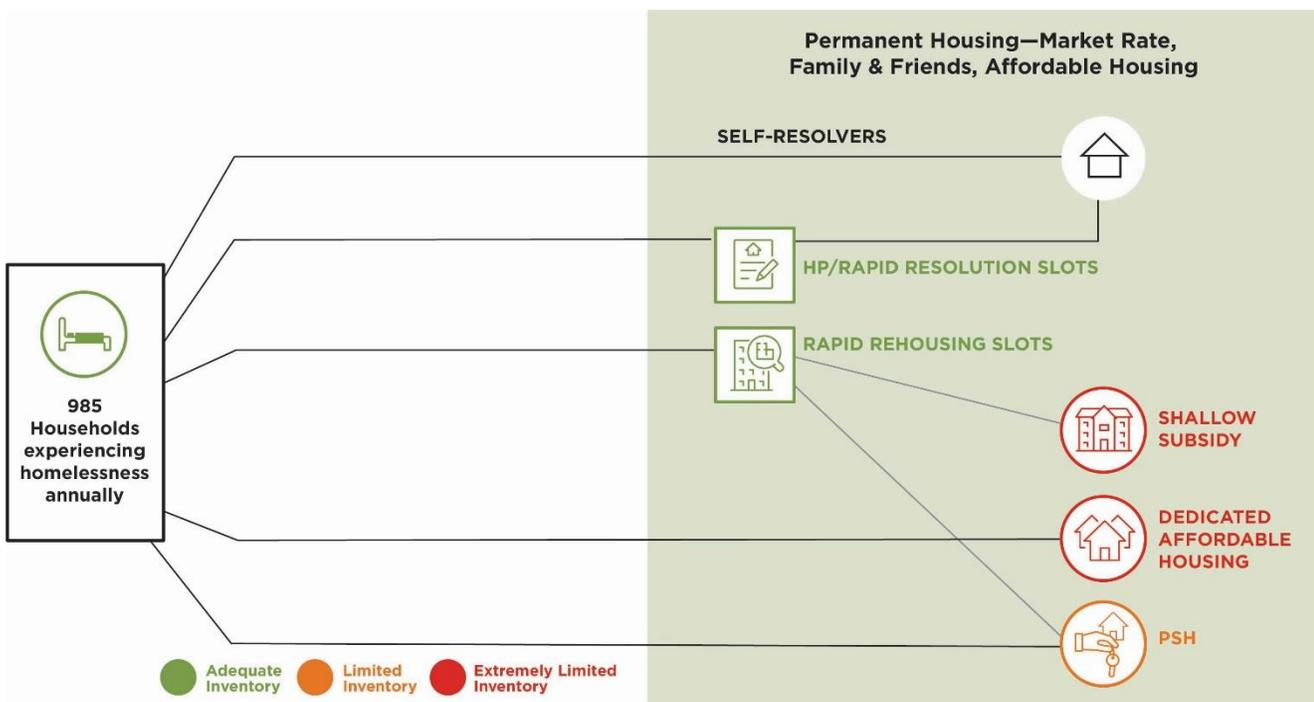 Permanent Housing—Market Rate,
Family & Friends, Affordable Housing
SELF-RESOLVERS
HP/RAPID RESOLUTION SLOTS
RAPID REHOUSING SLOTS
985
Households
experiencing
homelessness
annually
SHALLOW
SUBSIDY
DEDICATED
AFFORDABLE
HOUSING
PSH
Adequate
Inventory
Limited
Inventory
Extremely Limited
Inventory